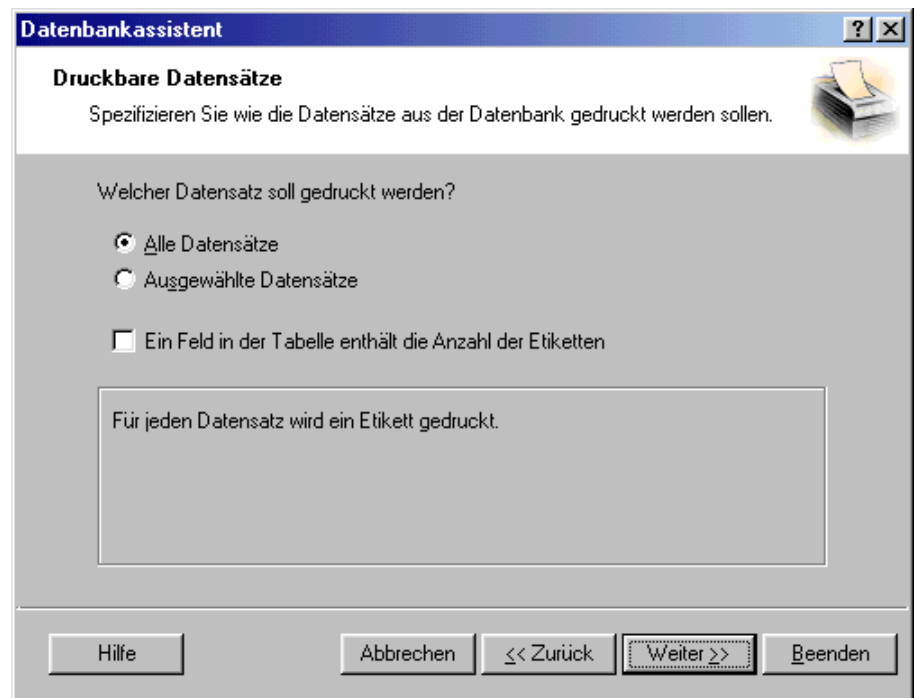 Datenbankassistent
Druckbare Datensätze
Spezifizieren Sie wie die Datensätze aus der Datenbank gedruckt werden sollen.
Welcher Datensatz soll gedruckt werden?
Alle Datensätze
Ausgewählte Datensätze
Ein Feld in der Tabelle enthält die Anzahl der Etiketten
Für jeden Datensatz wird ein Etikett gedruckt.
Hilfe
Abbrechen
<< Zurück
Weiter >>
Beenden